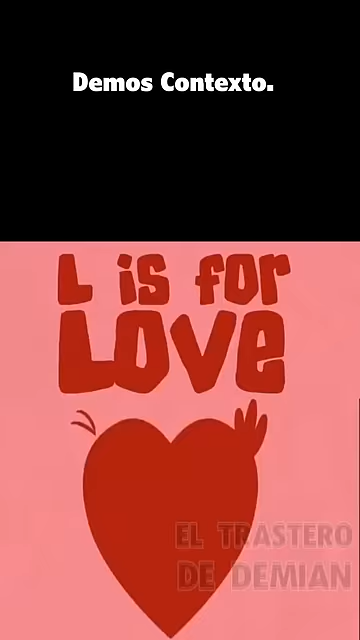 Demos Contexto.
L is for
LOVE
EL TRASTERO
DE DEMIAN